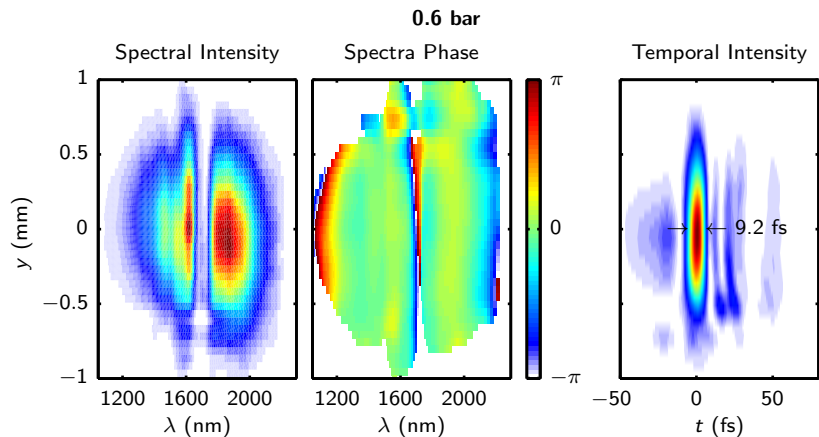 0.6 bar
Spectral Intensity
Spectra Phase
Temporal Intensity
1
0.5
0
−0.5
−1
y (mm)
1200 1600 2000
λ (nm)
1200 1600 2000
λ (nm)
π
0
−π
9.2 fs
−50 0 50
t (fs)